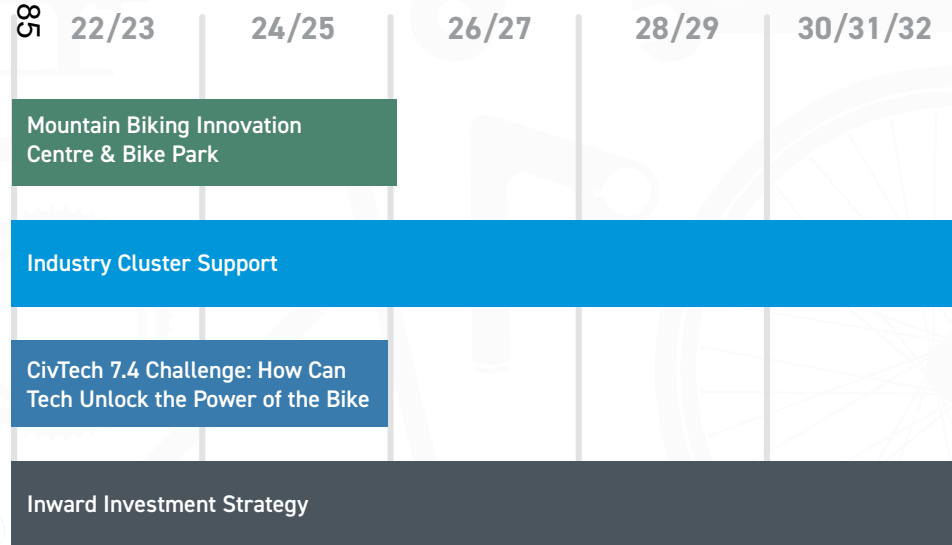 85
22/23 24/25 26/27 28/29 30/31/32
Mountain Biking Innovation
Centre & Bike Park
Industry Cluster Support
CivTech 7.4 Challenge: How Can
Tech Unlock the Power of the Bike
Inward Investment Strategy